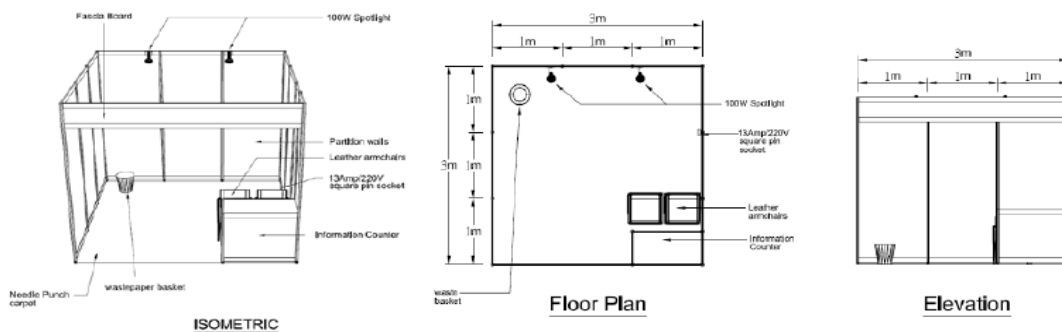 Fascia Board
100W Spotlight
Partition walls
Leather armchairs
13Amp/220V
square pin socket
Information Counter
wastepaper basket
Needle Punch
carpet
ISOMETRIC
3m
1m
1m
1m
1m
3m
1m
1m
100W Spotlight
13Amp/220V
square pin
socket
Leather
armchairs
Information
Counter
waste
basket
Floor Plan
3m
1m
1m
1m
Elevation